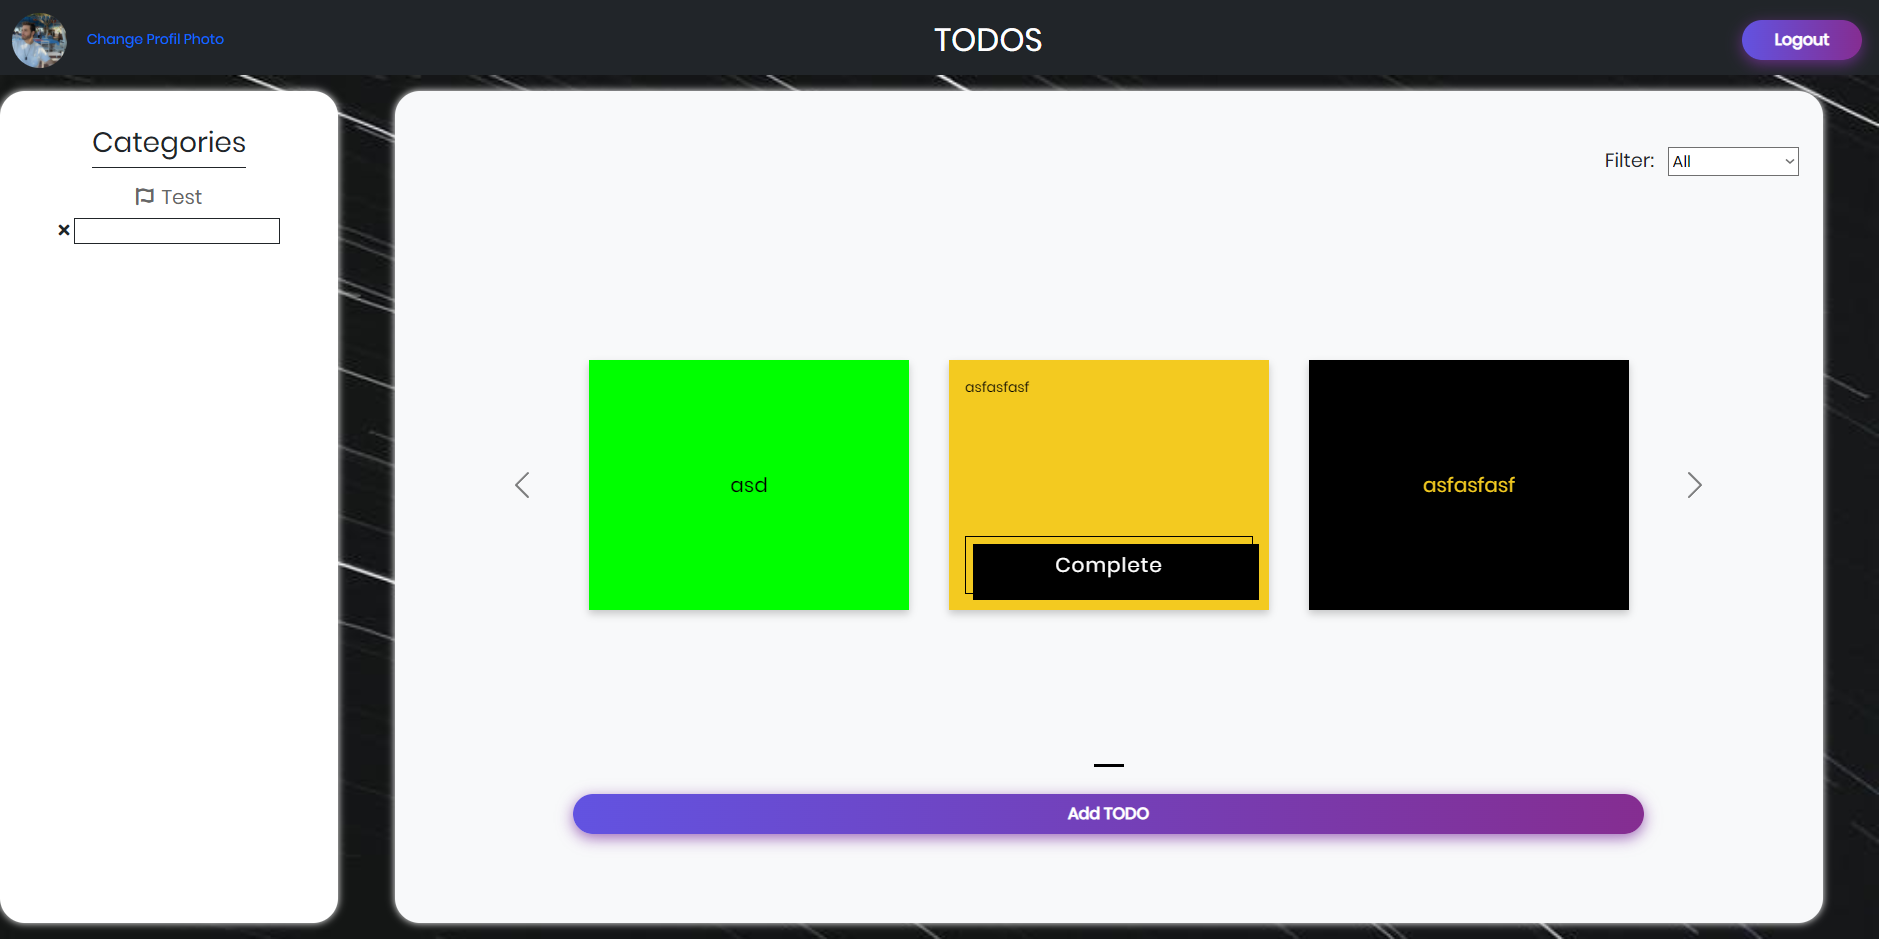 Change Profil Photo
TODOS
Logout
Categories
Test
Filter: All
asd
asfasfasf
Complete
asfasfasf
Add TODO